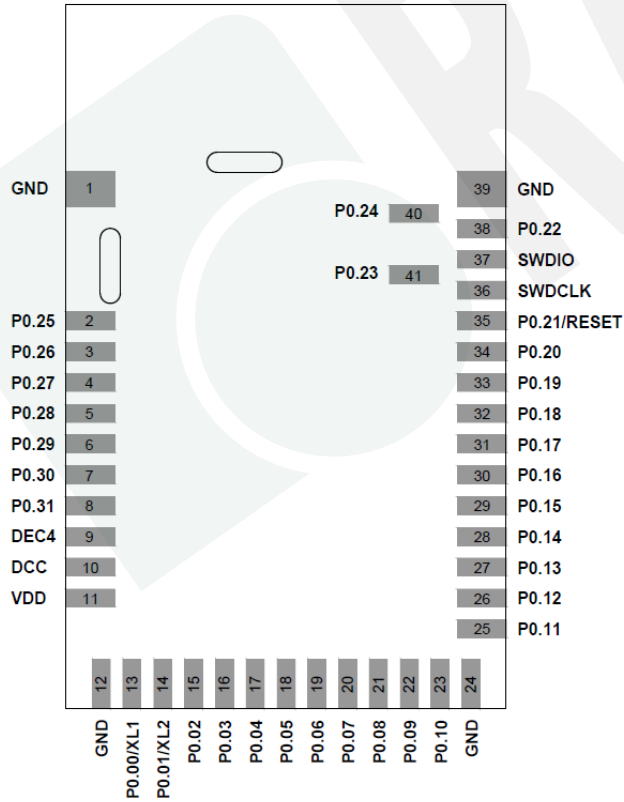 GND 1 39 GND
P0.24 40
38 P0.22
37 SWDIO
P0.23 41
36 SWDCLK
P0.25 2 35 P0.21/RESET
P0.26 3 34 P0.20
P0.27 4 33 P0.19
P0.28 5 32 P0.18
P0.29 6 31 P0.17
P0.30 7 30 P0.16
P0.31 8 29 P0.15
DEC4 9 28 P0.14
DCC 10 27 P0.13
VDD 11 26 P0.12
25 P0.11
12 13 14 15 16 17 18 19 20 21 22 23 24
GND P0.00/XL1 P0.01/XL2 P0.02 P0.03 P0.04 P0.05 P0.06 P0.07 P0.08 P0.09 P0.10 GND